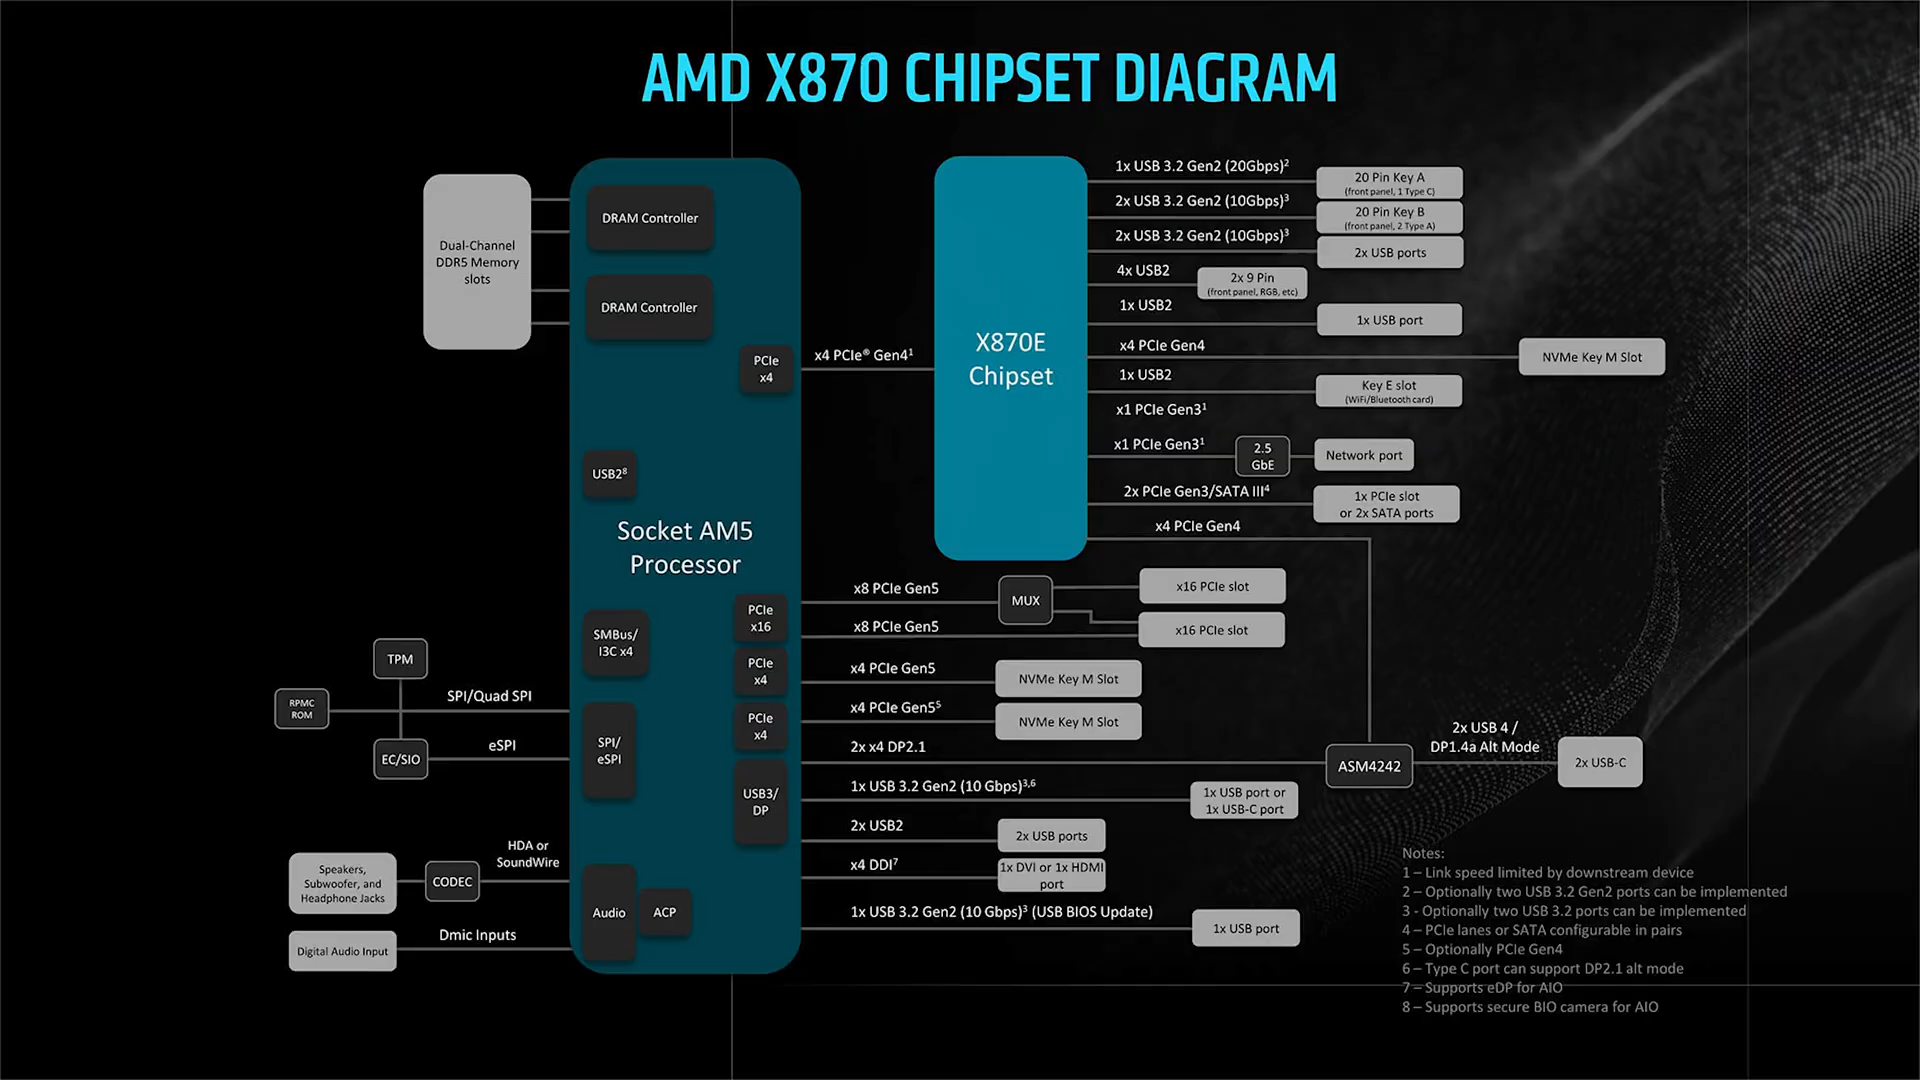 AMD X870 CHIPSET DIAGRAM
Dual-Channel
DDR5 Memory
slots
DRAM Controller
DRAM Controller
PCIe
x4
USB2⁸
Socket AM5
Processor
SMBus/
I3C x4
PCIe
x16
PCIe
x4
PCIe
x4
SPI/
eSPI
USB3/
DP
Audio
ACP
TPM
RPMC
ROM
SPI/Quad SPI
EC/SIO
eSPI
HDA or
SoundWire
Speakers,
Subwoofer, and
Headphone Jacks
CODEC
Dmic Inputs
Digital Audio Input
x4 PCIe® Gen4¹
X870E
Chipset
1x USB 3.2 Gen2 (20Gbps)²
20 Pin Key A
(front panel, 1 Type C)
2x USB 3.2 Gen2 (10Gbps)³
20 Pin Key B
(front panel, 2 Type A)
2x USB 3.2 Gen2 (10Gbps)³
2x USB ports
4x USB2
2x 9 Pin
(front panel, RGB, etc)
1x USB2
1x USB port
x4 PCIe Gen4
NVMe Key M Slot
1x USB2
Key E slot
(WiFi/Bluetooth card)
x1 PCIe Gen3¹
x1 PCIe Gen3¹
2.5
GbE
Network port
2x PCIe Gen3/SATA III⁴
1x PCIe slot
or 2x SATA ports
x4 PCIe Gen4
x8 PCIe Gen5
MUX
x16 PCIe slot
x8 PCIe Gen5
x16 PCIe slot
x4 PCIe Gen5
NVMe Key M Slot
x4 PCIe Gen5⁵
NVMe Key M Slot
2x x4 DP2.1
ASM4242
2x USB 4 /
DP1.4a Alt Mode
2x USB-C
1x USB 3.2 Gen2 (10 Gbps)³,⁶
1x USB port or
1x USB-C port
2x USB2
2x USB ports
x4 DDI⁷
1x DVI or 1x HDMI
port
1x USB 3.2 Gen2 (10 Gbps)³ (USB BIOS Update)
1x USB port
Notes:
1 – Link speed limited by downstream device
2 – Optionally two USB 3.2 Gen2 ports can be implemented
3 - Optionally two USB 3.2 ports can be implemented
4 – PCIe lanes or SATA configurable in pairs
5 – Optionally PCIe Gen4
6 – Type C port can support DP2.1 alt mode
7 – Supports eDP for AIO
8 – Supports secure BIO camera for AIO